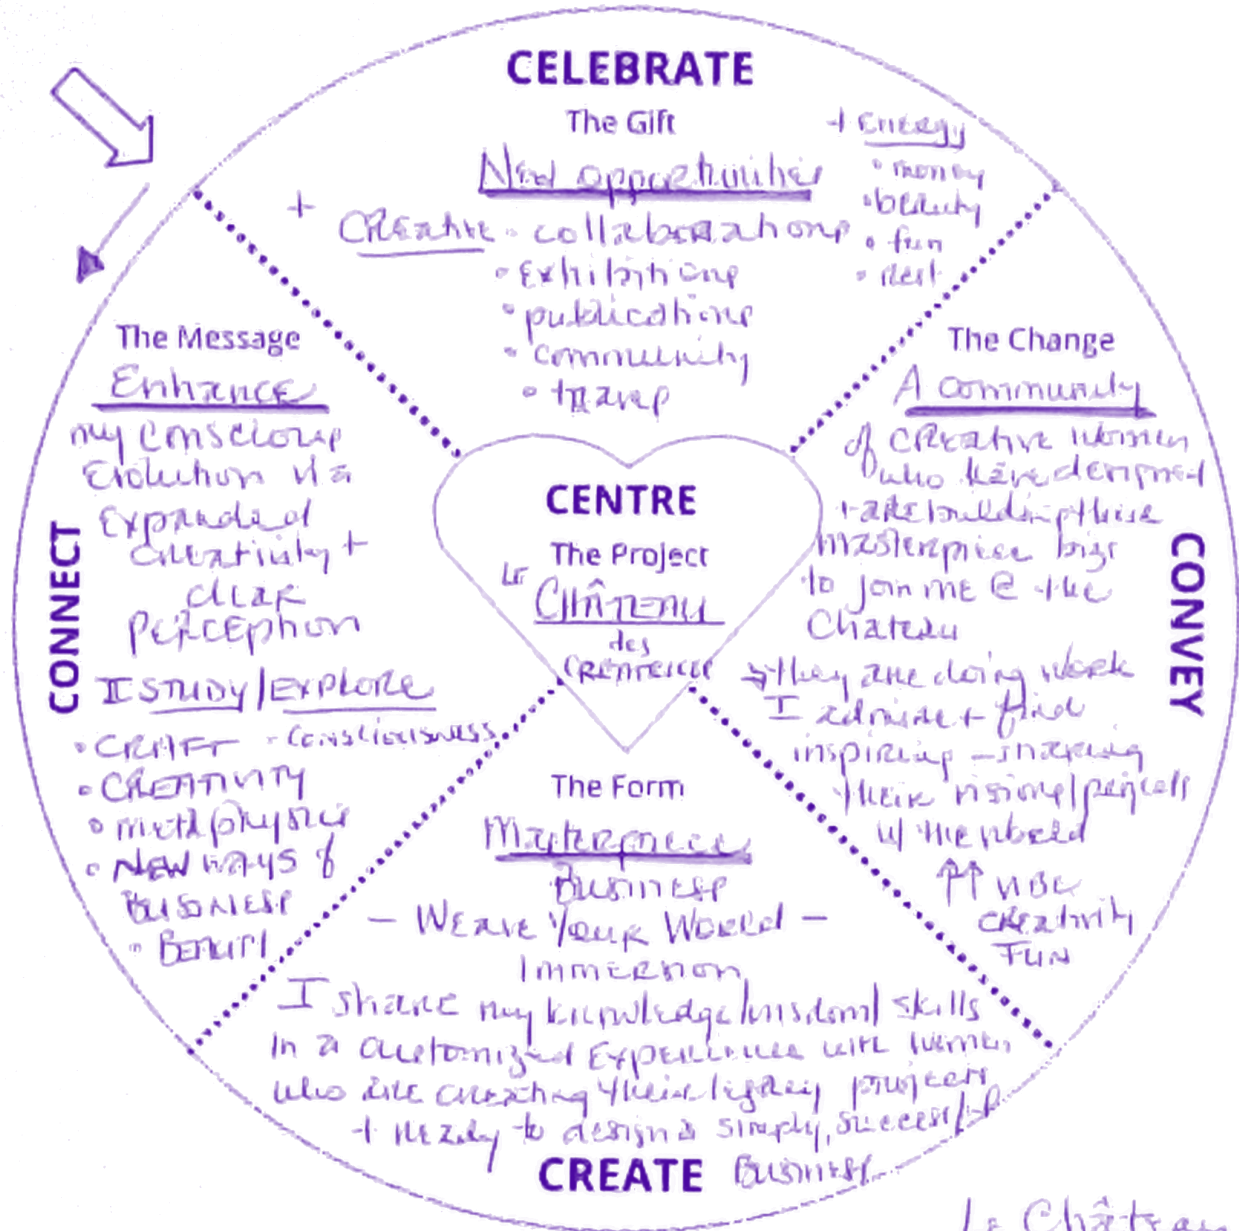 CELEBRATE
The Gift
New opportunities
+ Creative • collaborations
• Exhibitions
• publications
• community
• travel
+ Energy
• money
• beauty
• fun
• rest
CONNECT
The Message
Enhance
my conscious
Evolution via
Expanded
creativity +
clear
PERCEPTION
I STUDY/EXPLORE
• CRAFT - CONSCIOUSNESS
• CREATIVITY
• metaphysics
• NEW WAYS of
BUSINESS
• BEAUTY
CENTRE
The Project
LE
CHÂTEAU
des
The Form
Masterpiece
BUSINESS
— WEAVE YOUR WORLD —
IMMERSION
I share my knowledge/wisdom/skills
in a customized Experience with women
who are creating their legacy projects
+ ready to design a simply, successful
BUSINESS
CREATE
CONVEY
The Change
A community
of creative women
who have designed
+ are building their
masterpiece bizs
to join me @ the
Chateau
→ they are doing work
I admire + find
inspiring – sharing
their visions/projects
w/ the world
↑↑ VIBE
CREATIVITY
FUN
Le Château